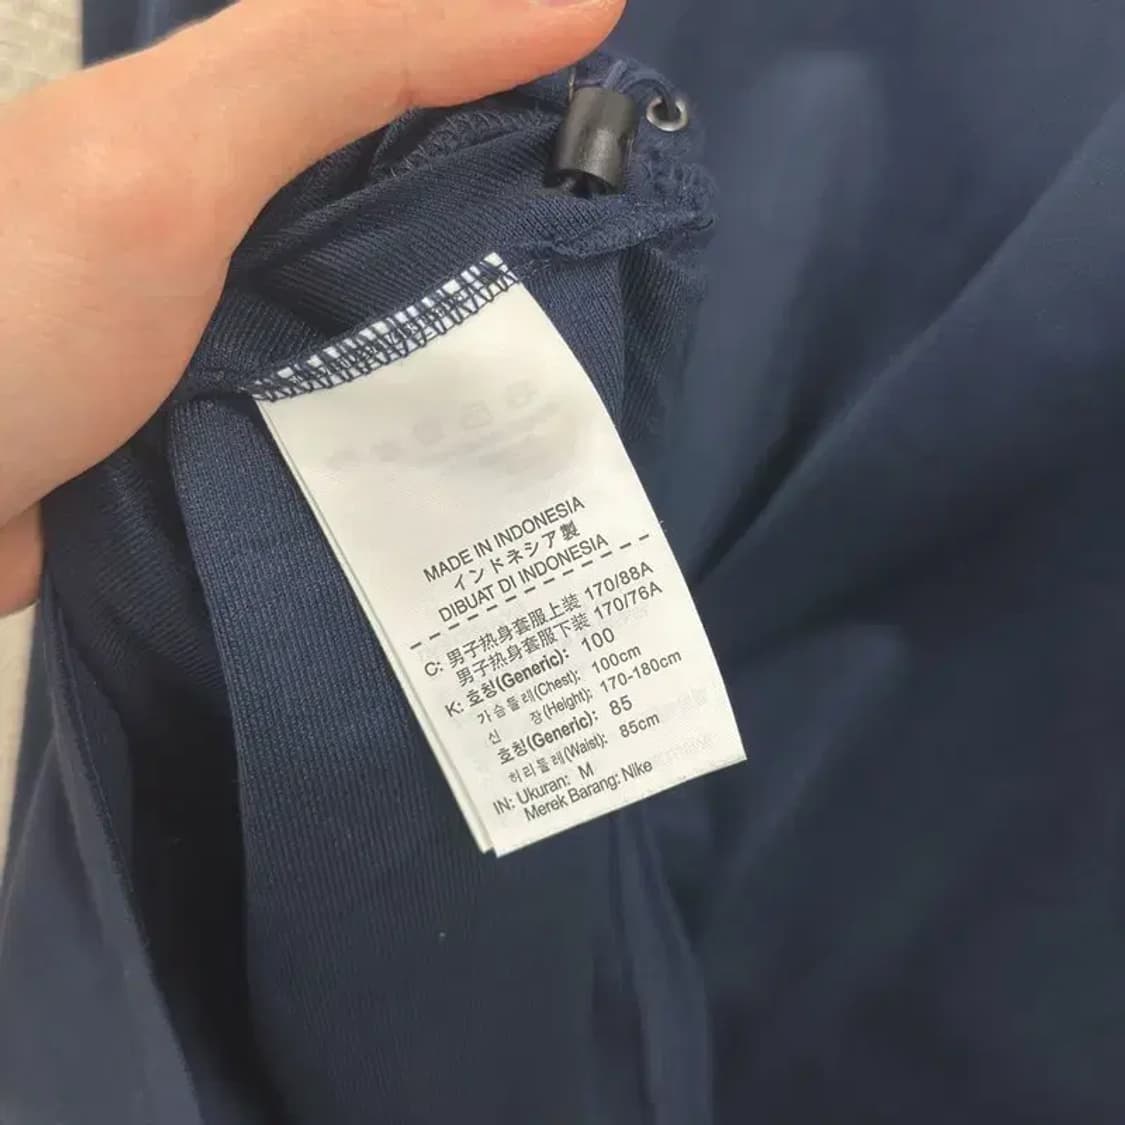 MADE IN INDONESIA
インドネシア製
DIBUAT DI INDONESIA
C: 男子热身套服上装 170/88A
男子热身套服下装 170/76A
K: 호칭(Generic): 100
가슴둘레(Chest): 100cm
신 장(Height): 170-180cm
호칭(Generic): 85
허리둘레(Waist): 85cm
IN: Ukuran: M
Merek Barang: Nike